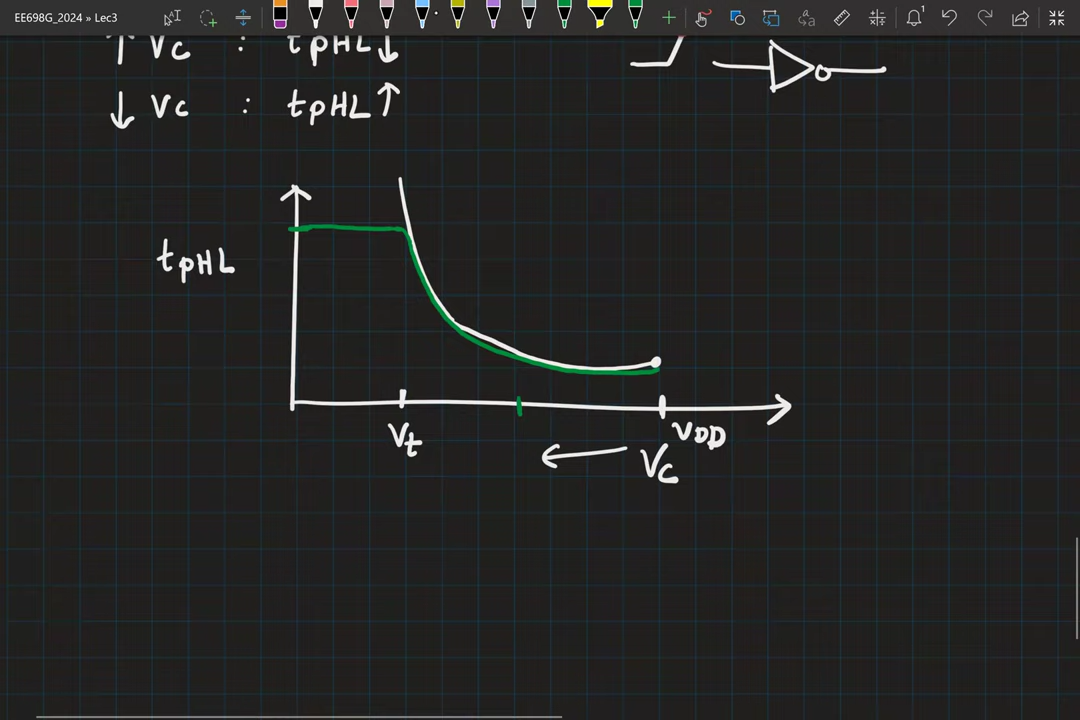 EE698G_2024 » Lec3
↑ Vc : tpHL↓
↓ Vc : tpHL↑
tpHL
Vt
VDD
← Vc